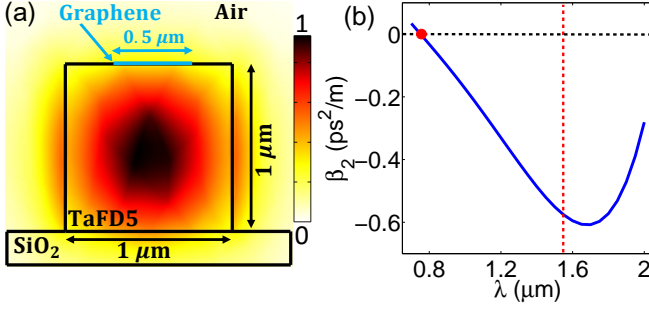 (a)
Graphene
Air
0.5 μm
1 μm
TaFD5
SiO₂
1 μm
1
0
(b)
β₂ (ps²/m)
0
−0.2
−0.4
−0.6
0.8
1.2
1.6
2
λ (μm)